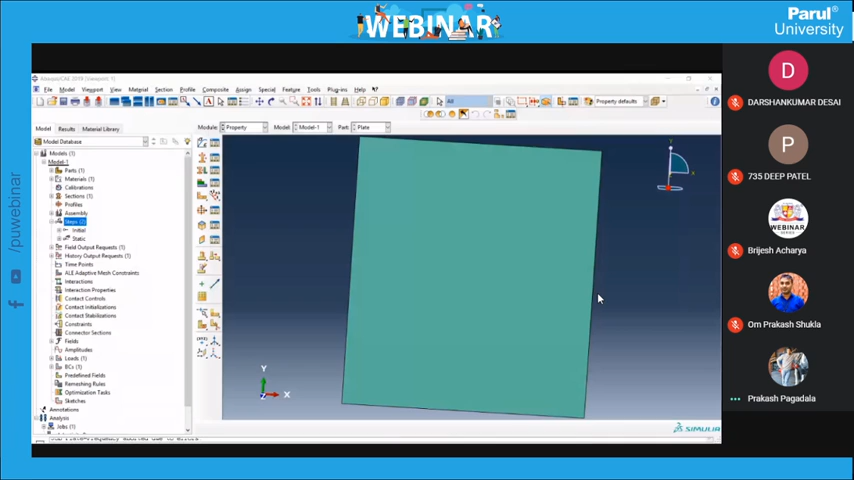 WEBINAR
Parul®
University
/puwebinar
Abaqus/CAE 2019 [Viewport: 1]
File Model Viewport View Material Section Profile Composite Assign Special Feature Tools Plug-ins Help
All
Property defaults
Model Results Material Library
Module: Property Model: Model-1 Part: Plate
Model Database
Models (1)
Model-1
Parts (1)
Materials (1)
Calibrations
Sections (1)
Profiles
Assembly
Steps (2)
Initial
Static
Field Output Requests (1)
History Output Requests (1)
Time Points
ALE Adaptive Mesh Constraints
Interactions
Interaction Properties
Contact Controls
Contact Initializations
Contact Stabilizations
Constraints
Connector Sections
Fields
Amplitudes
Loads (1)
BCs (1)
Predefined Fields
Remeshing Rules
Optimization Tasks
Sketches
Annotations
Analysis
Jobs (1)
Y
X
Z
SIMULIA
D
DARSHANKUMAR DESAI
P
735 DEEP PATEL
WEBINAR
Brijesh Acharya
Om Prakash Shukla
Prakash Pagadala